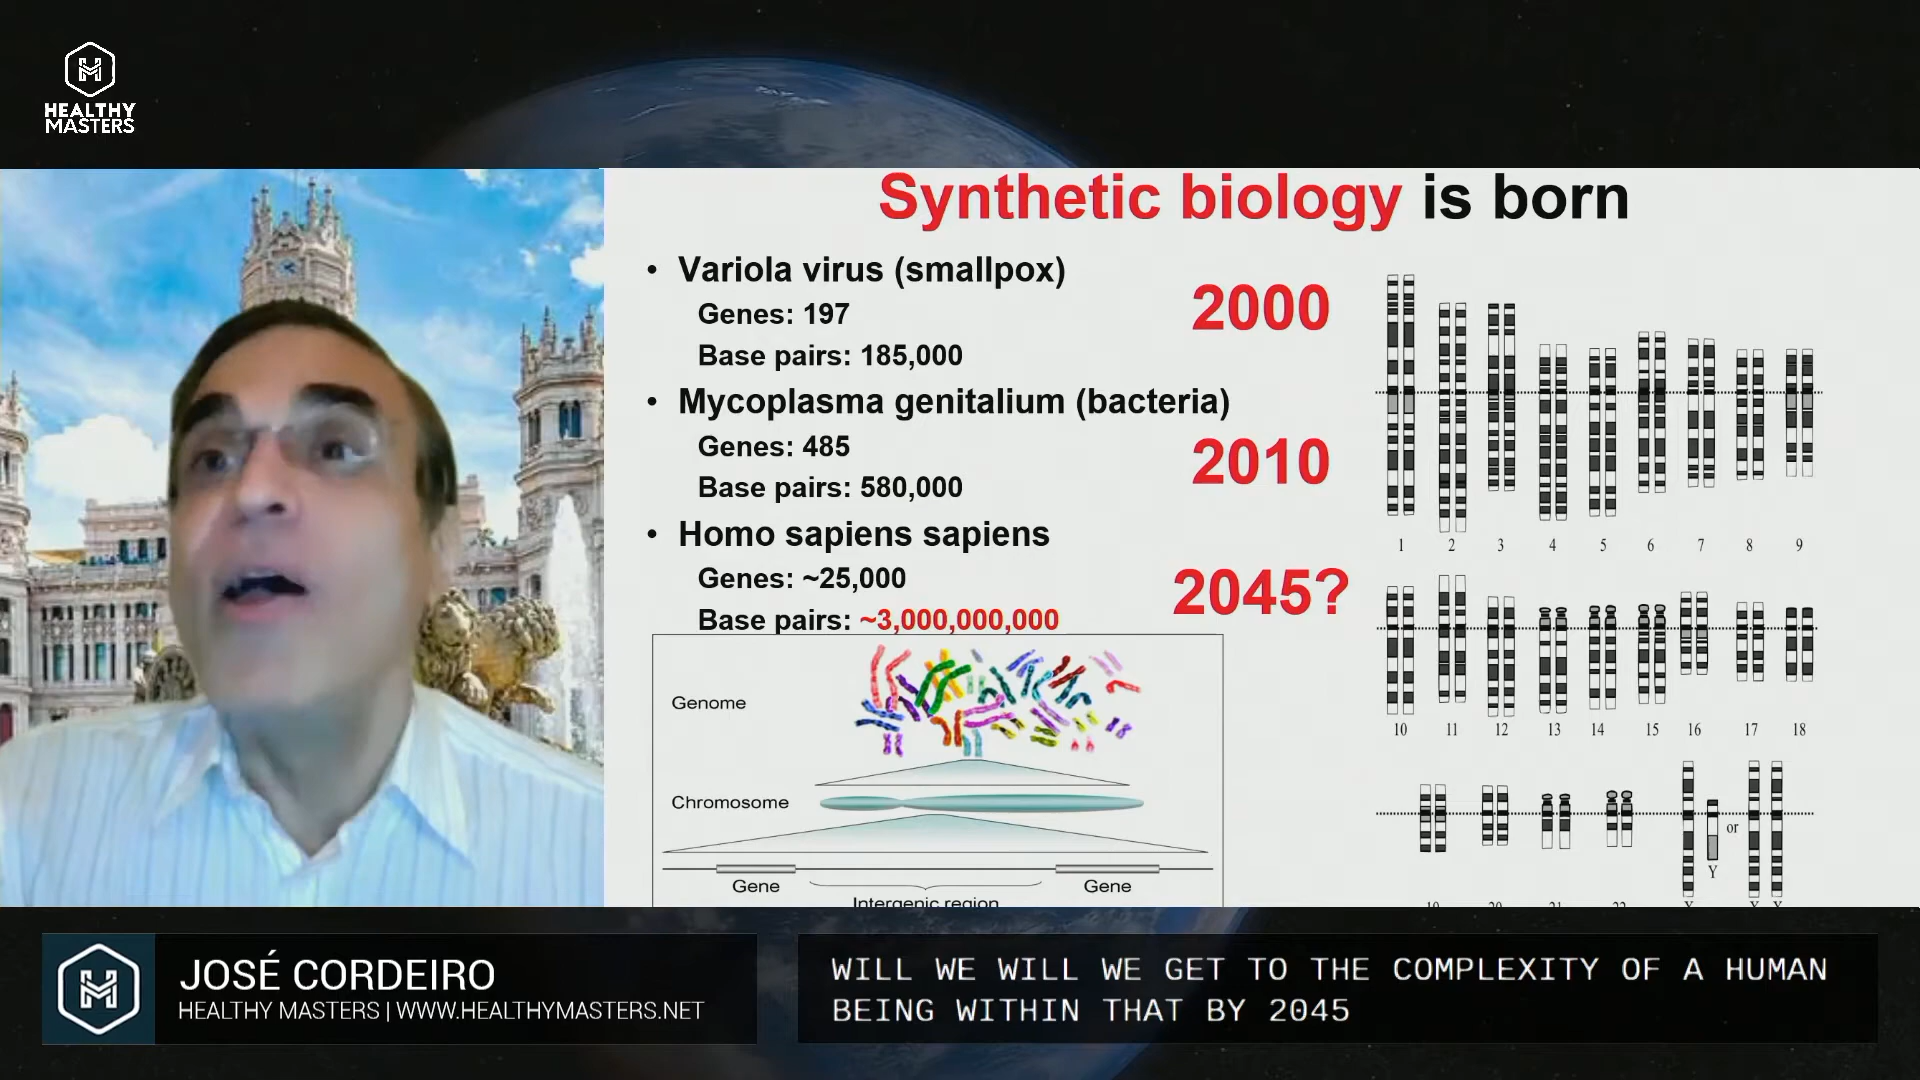 HEALTHY
MASTERS
Synthetic biology is born
• Variola virus (smallpox)
Genes: 197
Base pairs: 185,000
2000
• Mycoplasma genitalium (bacteria)
Genes: 485
Base pairs: 580,000
2010
• Homo sapiens sapiens
Genes: ~25,000
Base pairs: ~3,000,000,000
2045?
Genome
Chromosome
Gene
Gene
Intergenic region
1 2 3 4 5 6 7 8 9
10 11 12 13 14 15 16 17 18
or
Y
JOSÉ CORDEIRO
HEALTHY MASTERS | WWW.HEALTHYMASTERS.NET
WILL WE WILL WE GET TO THE COMPLEXITY OF A HUMAN
BEING WITHIN THAT BY 2045